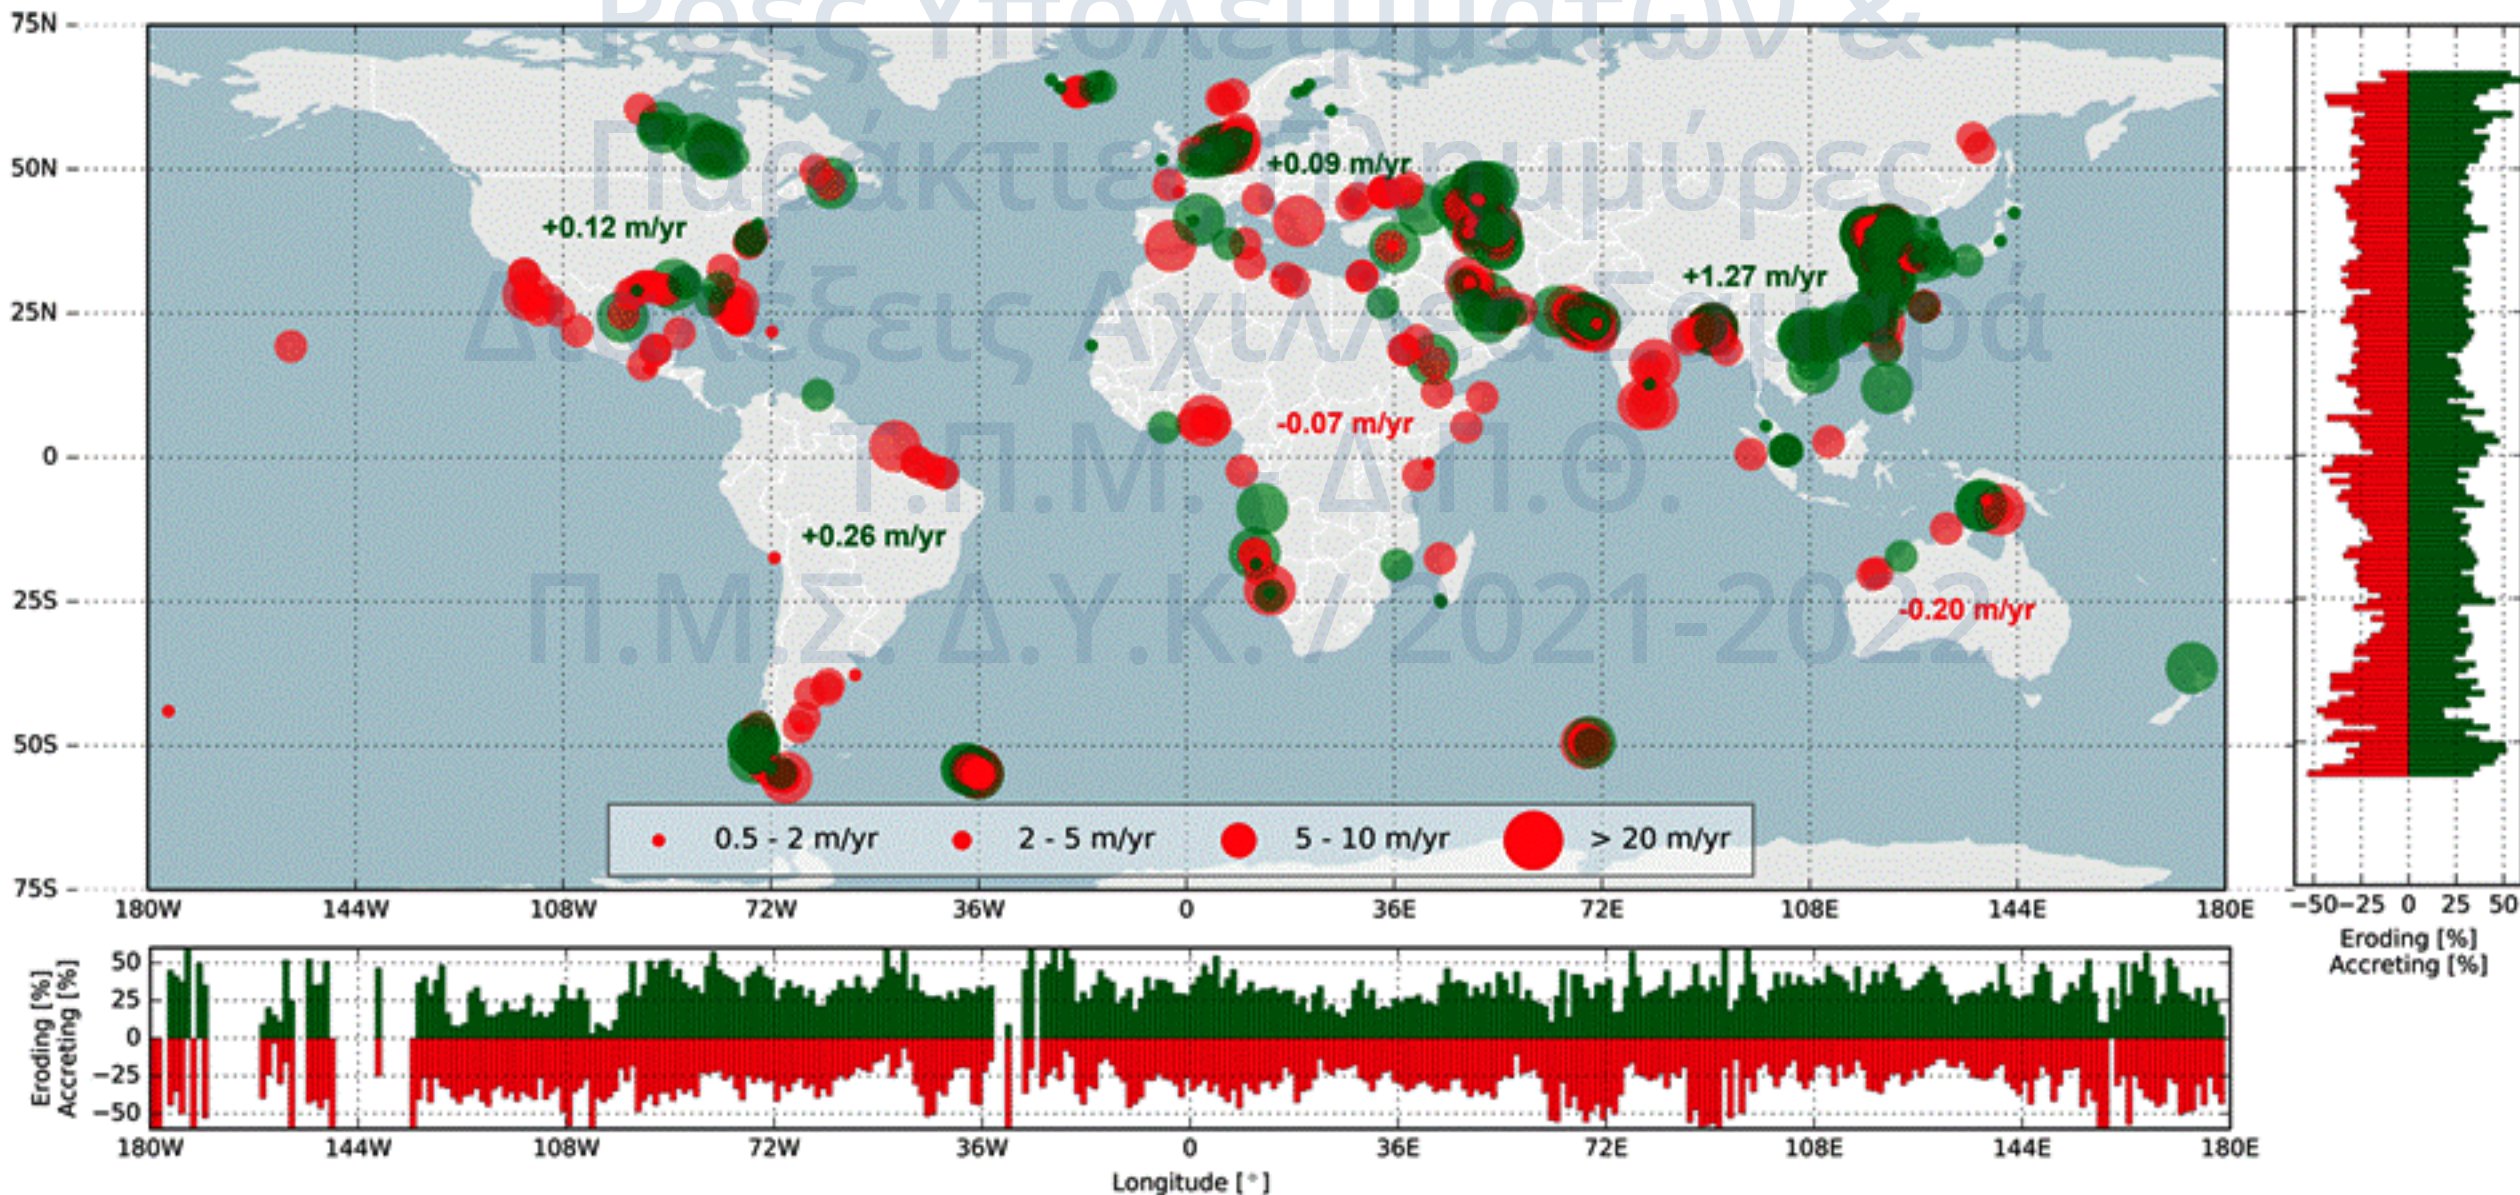 Ροές Υπολειμμάτων &
75N
50N
25N
0
25S
50S
75S
Παράκτιες Πλημμύρες
+0.09 m/yr
+0.12 m/yr
+1.27 m/yr
Διαλέξεις Αχιλλέα Σαμαρά
-0.07 m/yr
Τ.Π.Μ. - Δ.Π.Θ.
+0.26 m/yr
Π.Μ.Σ. Δ.Υ.Κ. / 2021-2022
-0.20 m/yr
0.5 - 2 m/yr 2 - 5 m/yr 5 - 10 m/yr > 20 m/yr
180W 144W 108W 72W 36W 0 36E 72E 108E 144E 180E
−50 −25 0 25 50
Eroding [%]
Accreting [%]
Eroding [%]
Accreting [%]
50
25
0
−25
−50
180W 144W 108W 72W 36W 0 36E 72E 108E 144E 180E
Longitude [°]